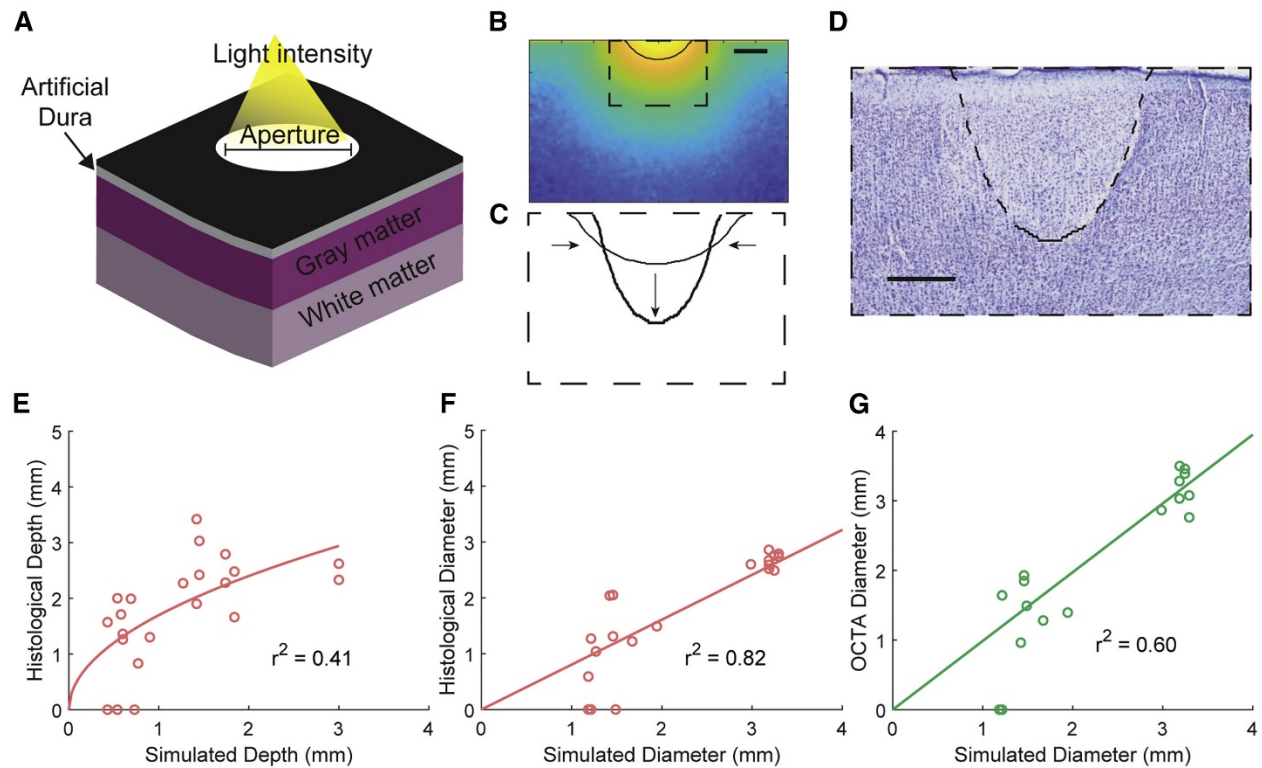 A
Light intensity
Artificial
Dura
Aperture
Gray matter
White matter
B
C
D
E
Histological Depth (mm)
5
4
3
2
1
0
r² = 0.41
0 1 2 3 4
Simulated Depth (mm)
F
Histological Diameter (mm)
5
4
3
2
1
0
r² = 0.82
0 1 2 3 4
Simulated Diameter (mm)
G
OCTA Diameter (mm)
4
3
2
1
0
r² = 0.60
0 1 2 3 4
Simulated Diameter (mm)